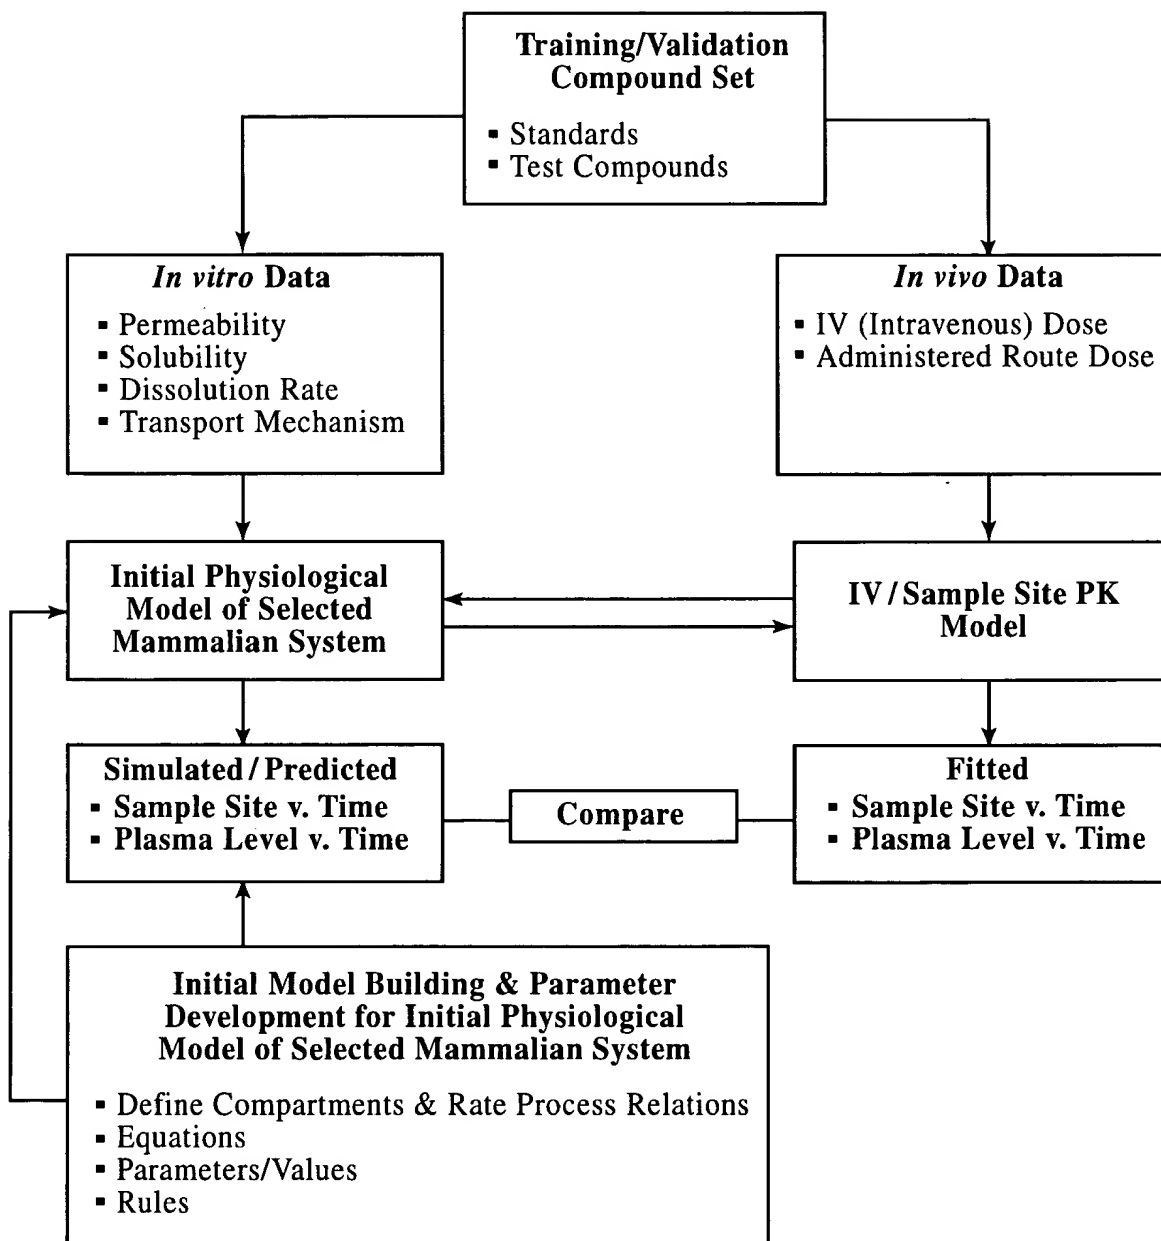 Training/Validation
Compound Set
▪ Standards
▪ Test Compounds
In vitro Data
▪ Permeability
▪ Solubility
▪ Dissolution Rate
▪ Transport Mechanism
In vivo Data
▪ IV (Intravenous) Dose
▪ Administered Route Dose
Initial Physiological
Model of Selected
Mammalian System
IV/Sample Site PK
Model
Simulated/Predicted
▪ Sample Site v. Time
▪ Plasma Level v. Time
Compare
Fitted
▪ Sample Site v. Time
▪ Plasma Level v. Time
Initial Model Building & Parameter
Development for Initial Physiological
Model of Selected Mammalian System
▪ Define Compartments & Rate Process Relations
▪ Equations
▪ Parameters/Values
▪ Rules